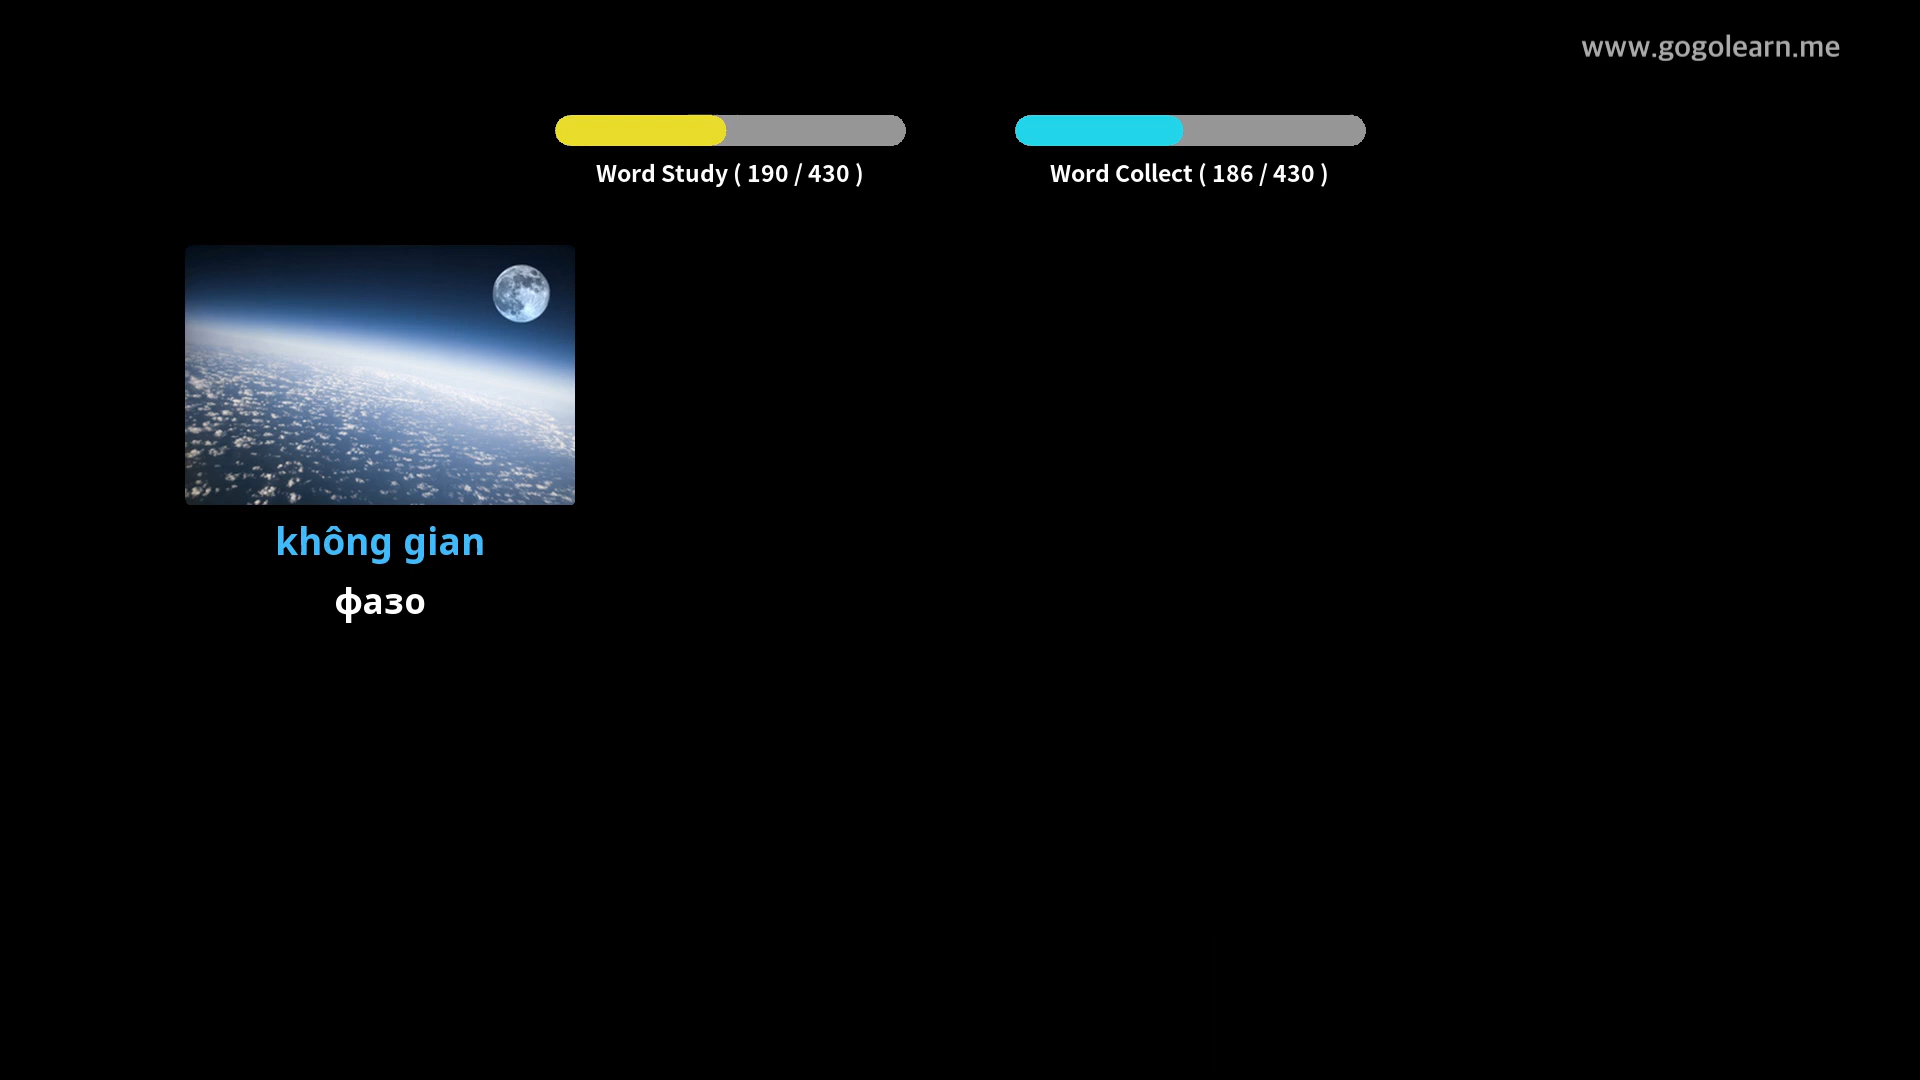 www.gogolearn.me
Word Study ( 190 / 430 )
Word Collect ( 186 / 430 )
không gian
фазо